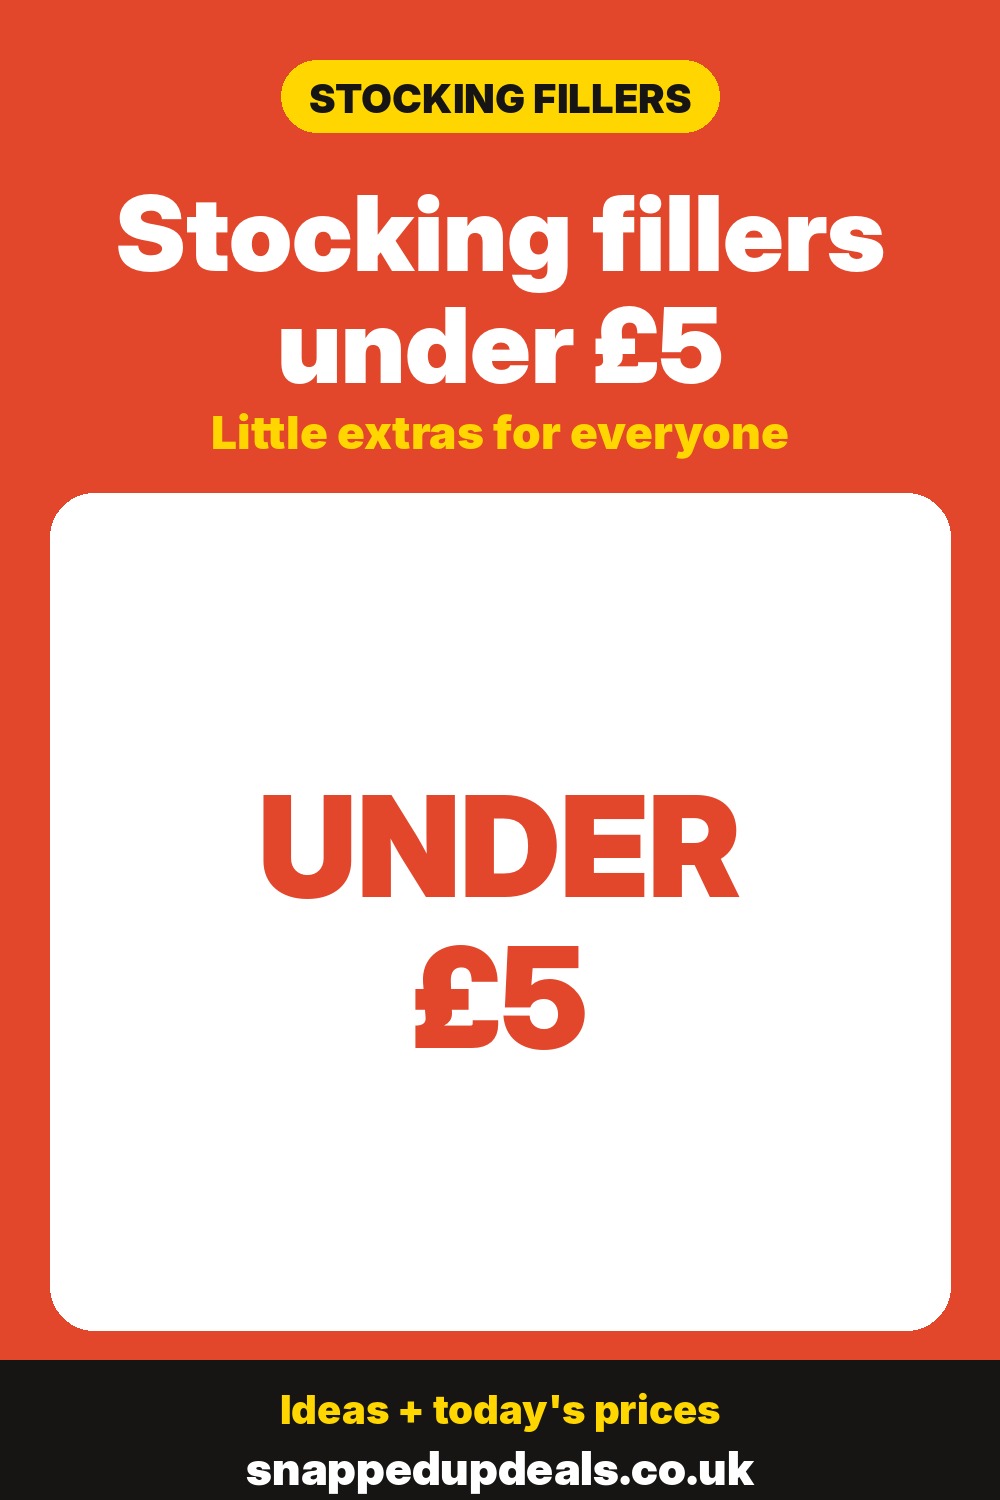 STOCKING FILLERS
Stocking fillers
under £5
Little extras for everyone
UNDER
£5
Ideas + today's prices
snappedupdeals.co.uk